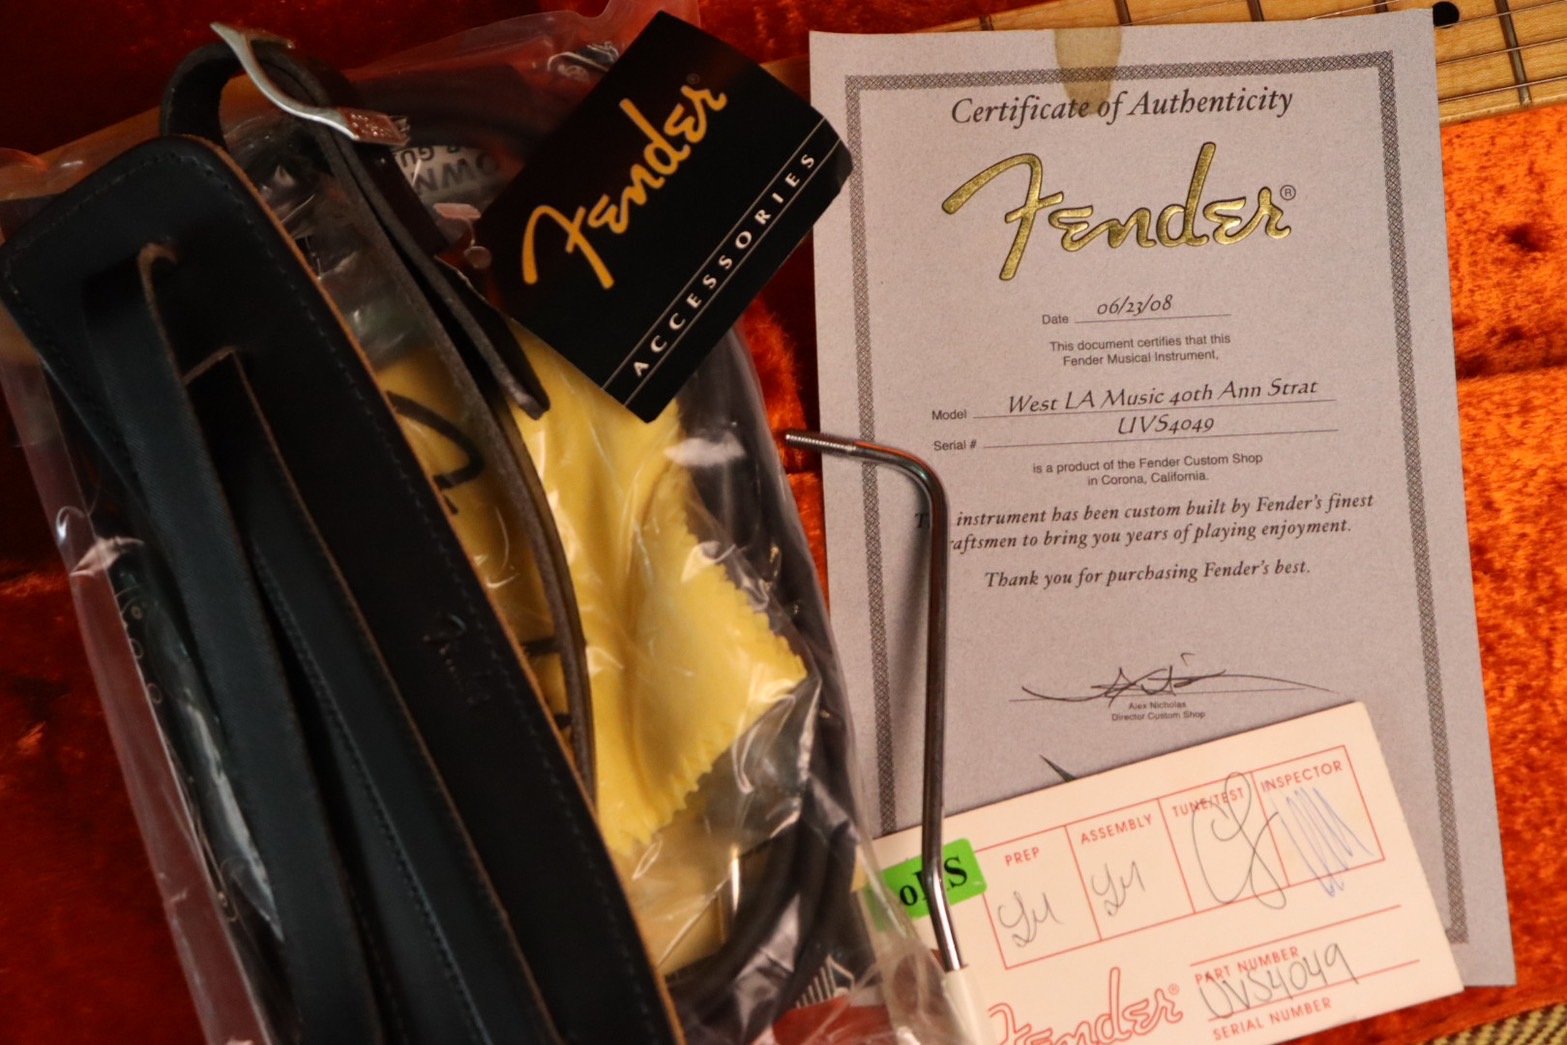 Fender®
ACCESSORIES
Certificate of Authenticity
Fender®
Date 06/23/08
This document certifies that this
Fender Musical Instrument,
Model West LA Music 40th Ann Strat
Serial # UVS4049
is a product of the Fender Custom Shop
in Corona, California.
instrument has been custom built by Fender's finest
raftsmen to bring you years of playing enjoyment.
Thank you for purchasing Fender's best.
Alex Nicholas
Director Custom Shop
PREP ASSEMBLY TUNE/TEST INSPECTOR
PART NUMBER
UVS4049
SERIAL NUMBER
Fender®